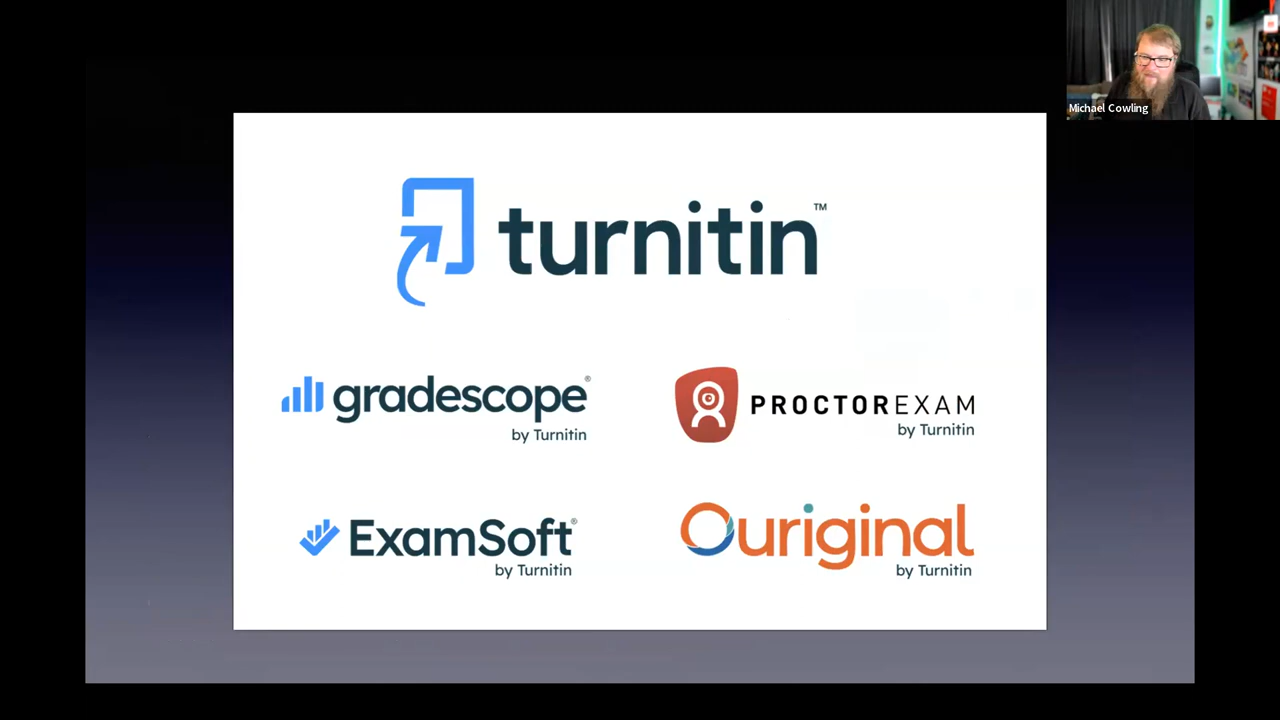 Michael Cowling
turnitin™
gradescope®
by Turnitin
PROCTOREXAM
by Turnitin
ExamSoft®
by Turnitin
Ouriginal
by Turnitin